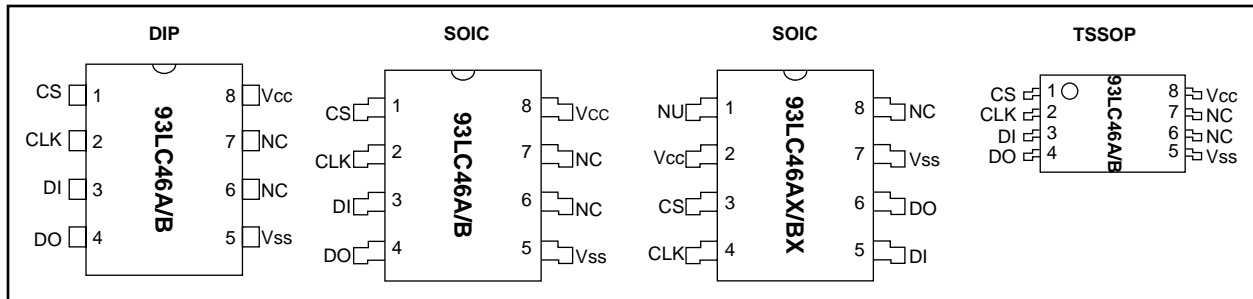 DIP
CS 1 8 Vcc
CLK 2 7 NC
DI 3 6 NC
DO 4 5 Vss
93LC46A/B
SOIC
CS 1 8 Vcc
CLK 2 7 NC
DI 3 6 NC
DO 4 5 Vss
93LC46A/B
SOIC
NU 1 8 NC
Vcc 2 7 Vss
CS 3 6 DO
CLK 4 5 DI
93LC46AX/BX
TSSOP
CS 1 8 Vcc
CLK 2 7 NC
DI 3 6 NC
DO 4 5 Vss
93LC46A/B